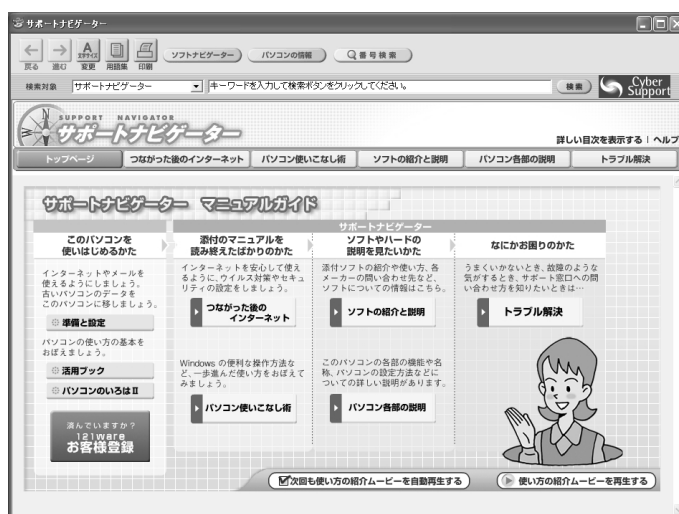 サポートナビゲーター
戻る 進む 文字サイズ 変更 用語集 印刷 ソフトナビゲーター パソコンの情報 番号検索
検索対象 サポートナビゲーター キーワードを入力して検索ボタンをクリックしてください。 検索 Cyber Support
SUPPORT NAVIGATOR
サポートナビゲーター
詳しい目次を表示する | ヘルプ
トップページ つながった後のインターネット パソコン使いこなし術 ソフトの紹介と説明 パソコン各部の説明 トラブル解決
サポートナビゲーター マニュアルガイド
サポートナビゲーター
このパソコンを
使いはじめるかた
インターネットやメールを
使えるようにしましょう。
古いパソコンのデータを
このパソコンに移しましょう。
準備と設定
パソコンの使い方の基本を
おぼえましょう。
活用ブック
パソコンのいろはⅡ
済んでいますか?
121ware
お客様登録
添付のマニュアルを
読み終えたばかりのかた
インターネットを安心して使え
るように、ウイルス対策やセキュ
リティの設定をしましょう。
つながった後の
インターネット
Windows の便利な操作方法な
ど、一歩進んだ使い方をおぼえて
みましょう。
パソコン使いこなし術
ソフトやハードの
説明を見たいかた
添付ソフトの紹介や使い方、各
メーカーの問い合わせ先など、
ソフトについての情報はこちら。
ソフトの紹介と説明
このパソコンの各部の機能や名
称、パソコンの設定方法などに
ついての詳しい説明があります。
パソコン各部の説明
なにかお困りのかた
うまくいかないとき、故障のような
気がするとき、サポート窓口への問
い合わせ方を知りたいときは…
トラブル解決
次回も使い方の紹介ムービーを自動再生する
使い方の紹介ムービーを再生する